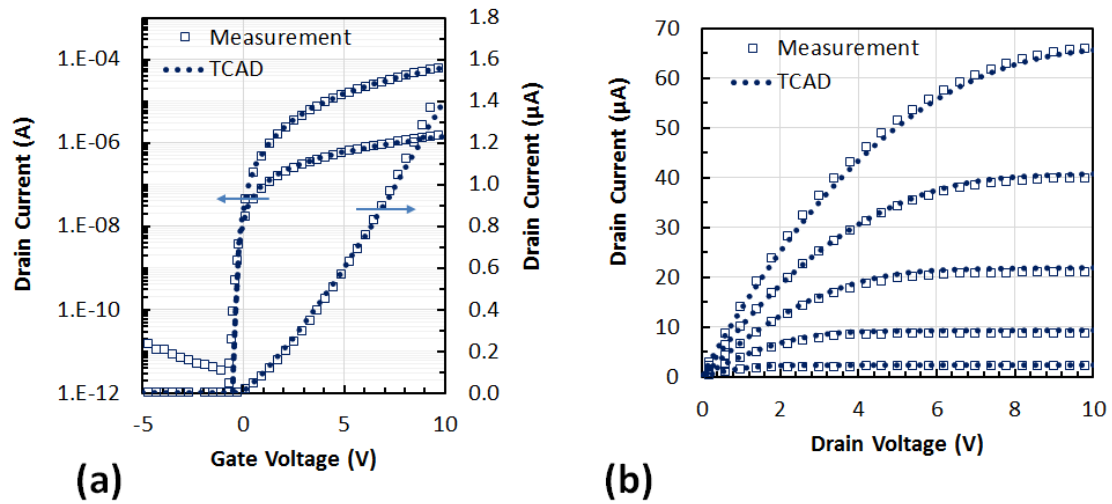 Measurement
TCAD
Drain Current (A)
1.E-04
1.E-06
1.E-08
1.E-10
1.E-12
-5
0
5
10
Gate Voltage (V)
1.8
1.6
1.4
1.2
1.0
0.8
0.6
0.4
0.2
0.0
Drain Current (μA)
(a)
Measurement
TCAD
Drain Current (μA)
70
60
50
40
30
20
10
0
0
2
4
6
8
10
Drain Voltage (V)
(b)